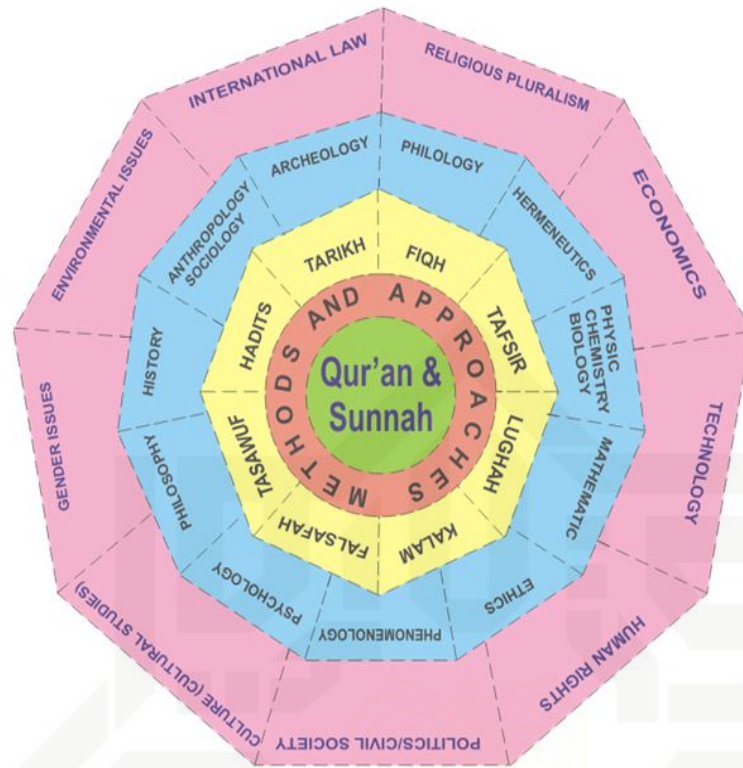 INTERNATIONAL LAW
RELIGIOUS PLURALISM
ECONOMICS
TECHNOLOGY
HUMAN RIGHTS
POLITICS/CIVIL SOCIETY
CULTURE (CULTURAL STUDIES)
GENDER ISSUES
ENVIRONMENTAL ISSUES
ARCHEOLOGY
PHILOLOGY
HERMENEUTICS
PHYSIC
CHEMISTRY
BIOLOGY
MATHEMATIC
ETHICS
PHENOMENOLOGY
PSYCHOLOGY
PHILOSOPHY
HISTORY
ANTHROPOLOGY
SOCIOLOGY
TARIKH
FIQH
TAFSIR
LUGHAH
KALAM
FALSAFAH
TASAWUF
HADITS
METHODS AND APPROACHES
Qur'an &
Sunnah